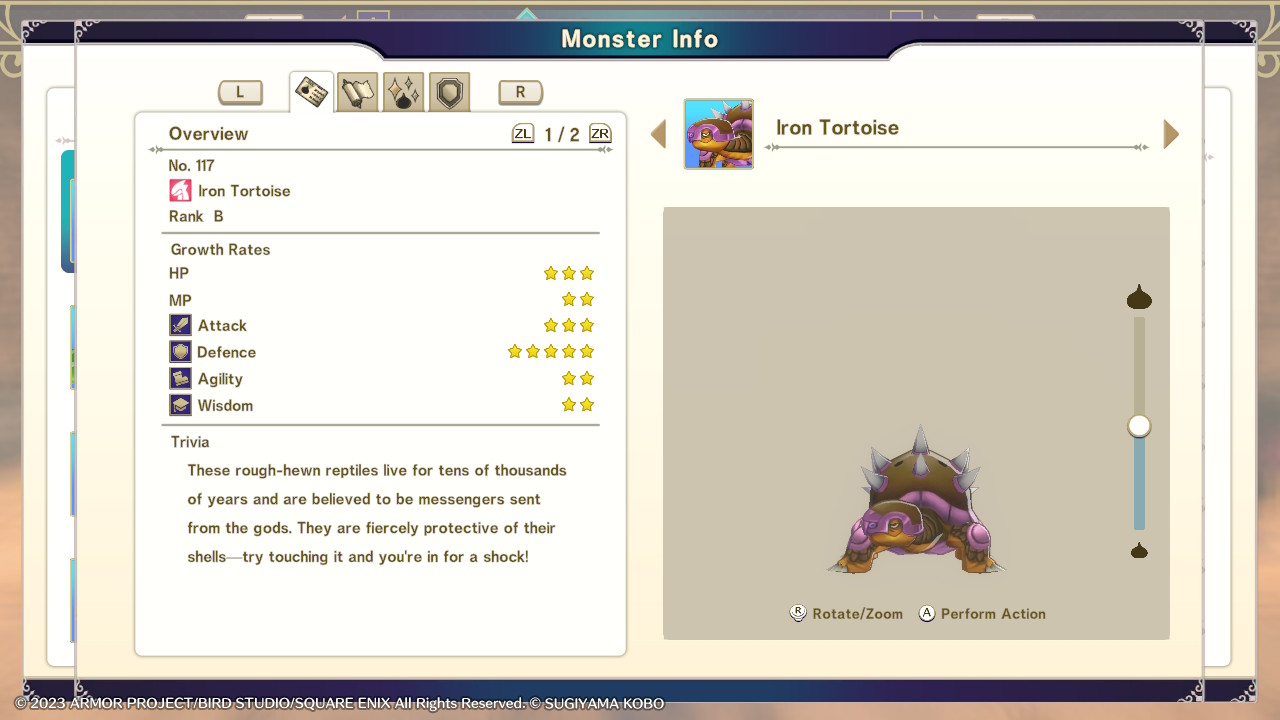 Monster Info
L
R
Overview
ZL 1 / 2 ZR
No. 117
Iron Tortoise
Rank B
Growth Rates
HP
MP
Attack
Defence
Agility
Wisdom
Trivia
These rough-hewn reptiles live for tens of thousands
of years and are believed to be messengers sent
from the gods. They are fiercely protective of their
shells—try touching it and you're in for a shock!
Iron Tortoise
R Rotate/Zoom A Perform Action
© 2023 ARMOR PROJECT/BIRD STUDIO/SQUARE ENIX All Rights Reserved. © SUGIYAMA KOBO